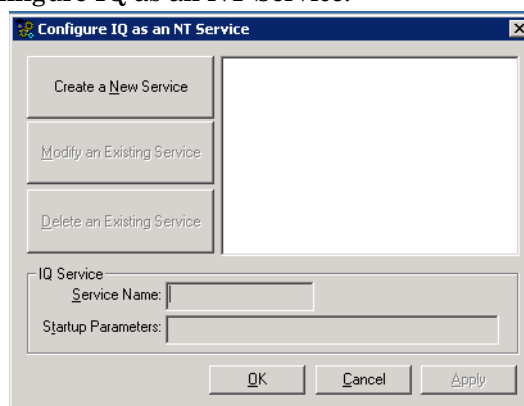 Configure IQ as an NT Service
Create a New Service
Modify an Existing Service
Delete an Existing Service
IQ Service
Service Name:
Startup Parameters:
OK
Cancel
Apply